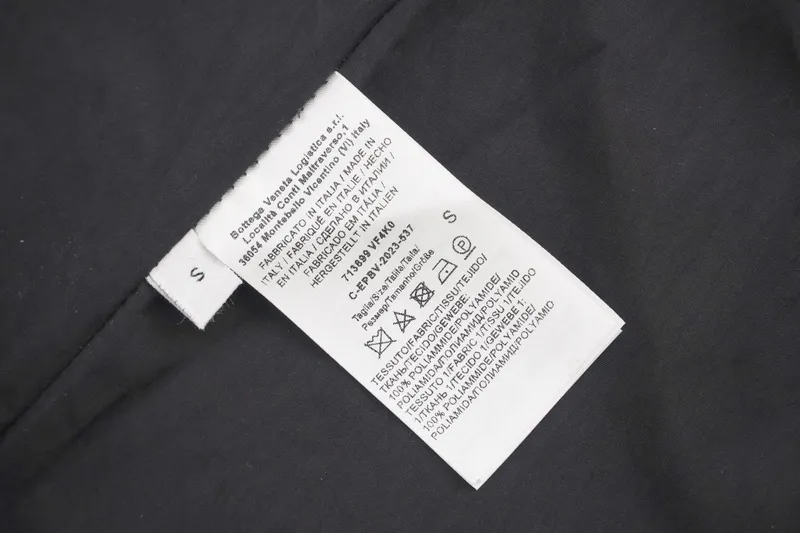 S
Bottega Veneta Logistica s.r.l.
Località Conti Maltraverso,1
36054 Montebello Vicentino (VI) Italy
FABBRICATO IN ITALIA / MADE IN
ITALY / FABRIQUÉ EN ITALIE / HECHO
EN ITALIA / СДЕЛАНО В ИТАЛИИ /
FABRICADO EM ITÁLIA /
HERGESTELLT IN ITALIEN
713899 VF4K0
C-EPBV-2023-537
Taglia/Size/Taille/Talla/
Размер/Tamanho/Größe
S
P
TESSUTO/FABRIC/TISSU/TEJIDO/
ТКАНЬ/TECIDO/GEWEBE:
100% POLIAMMIDE/POLYAMIDE/
POLIAMIDA/ПОЛИАМИД/POLYAMID
TESSUTO 1/FABRIC 1/TISSU 1/TEJIDO
1/ТКАНЬ 1/TECIDO 1/GEWEBE 1:
100% POLIAMMIDE/POLYAMIDE/
POLIAMIDA/ПОЛИАМИД/POLYAMID